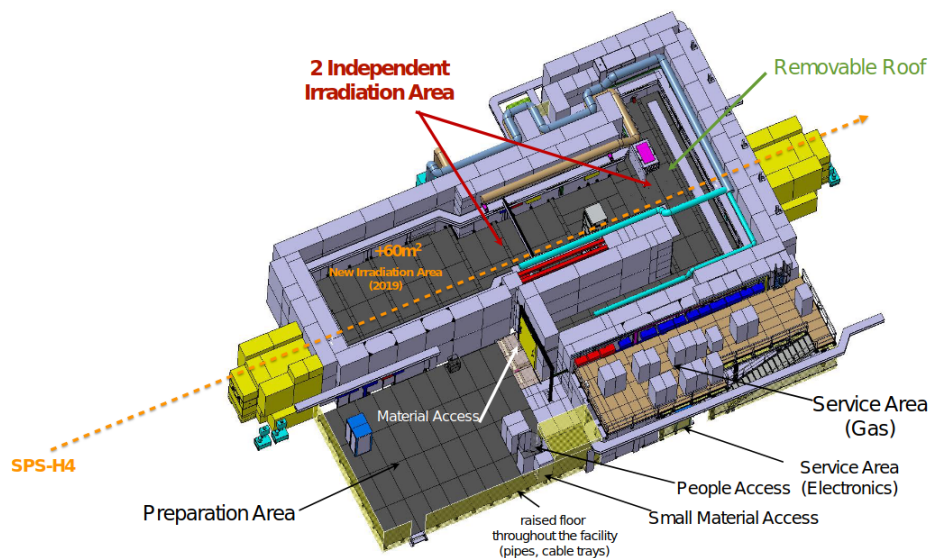 2 Independent
Irradiation Area
Removable Roof
+60m²
New Irradiation Area
(2019)
Material Access
SPS-H4
Service Area
(Gas)
Service Area
(Electronics)
People Access
Small Material Access
Preparation Area
raised floor
throughout the facility
(pipes, cable trays)